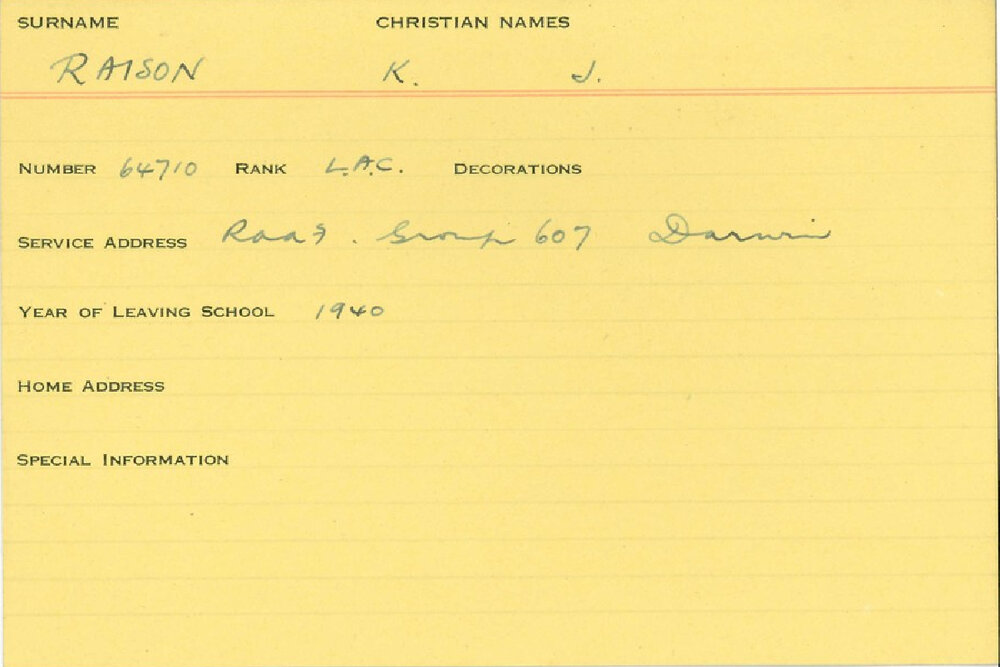 SURNAME CHRISTIAN NAMES
RAISON K. J.
NUMBER 64710 RANK L.A.C. DECORATIONS
SERVICE ADDRESS Raaf. Group 607 Darwin
YEAR OF LEAVING SCHOOL 1940
HOME ADDRESS
SPECIAL INFORMATION